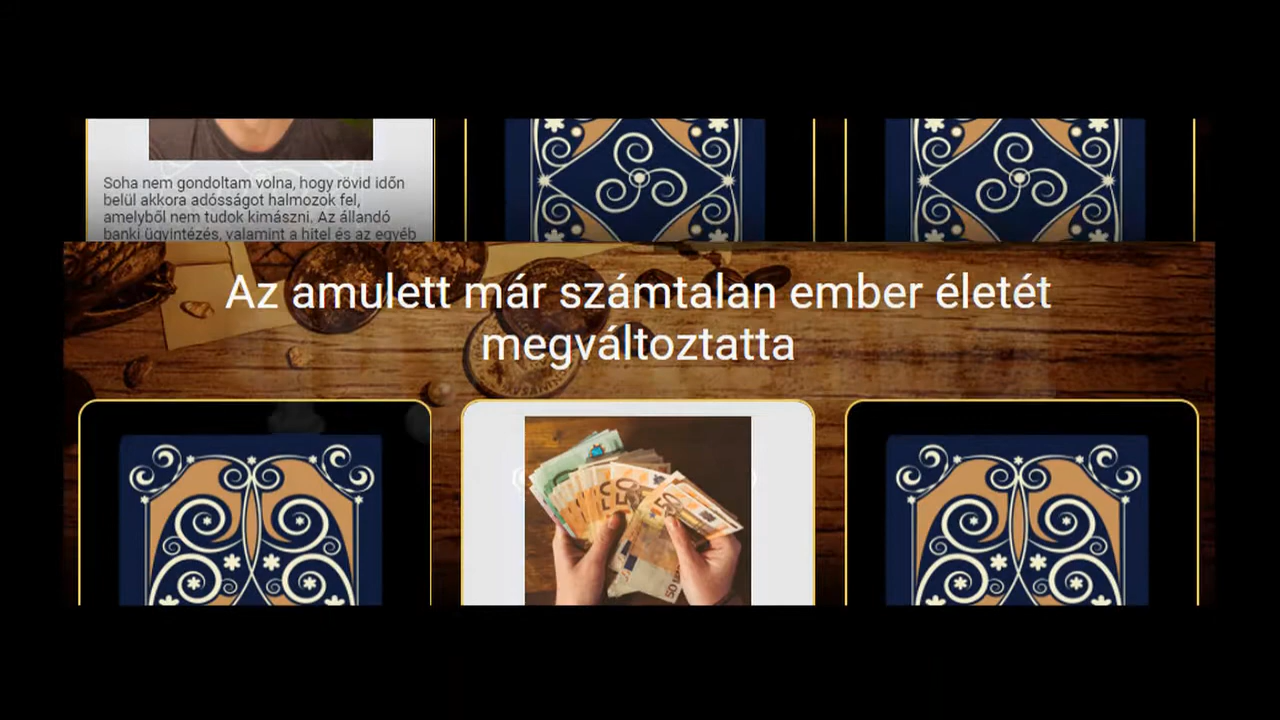 Soha nem gondoltam volna, hogy rövid időn
belül akkora adósságot halmozok fel,
amelyből nem tudok kimászni. Az állandó
banki ügyintézés, valamint a hitel és az egyéb
Az amulett már számtalan ember életét
megváltoztatta